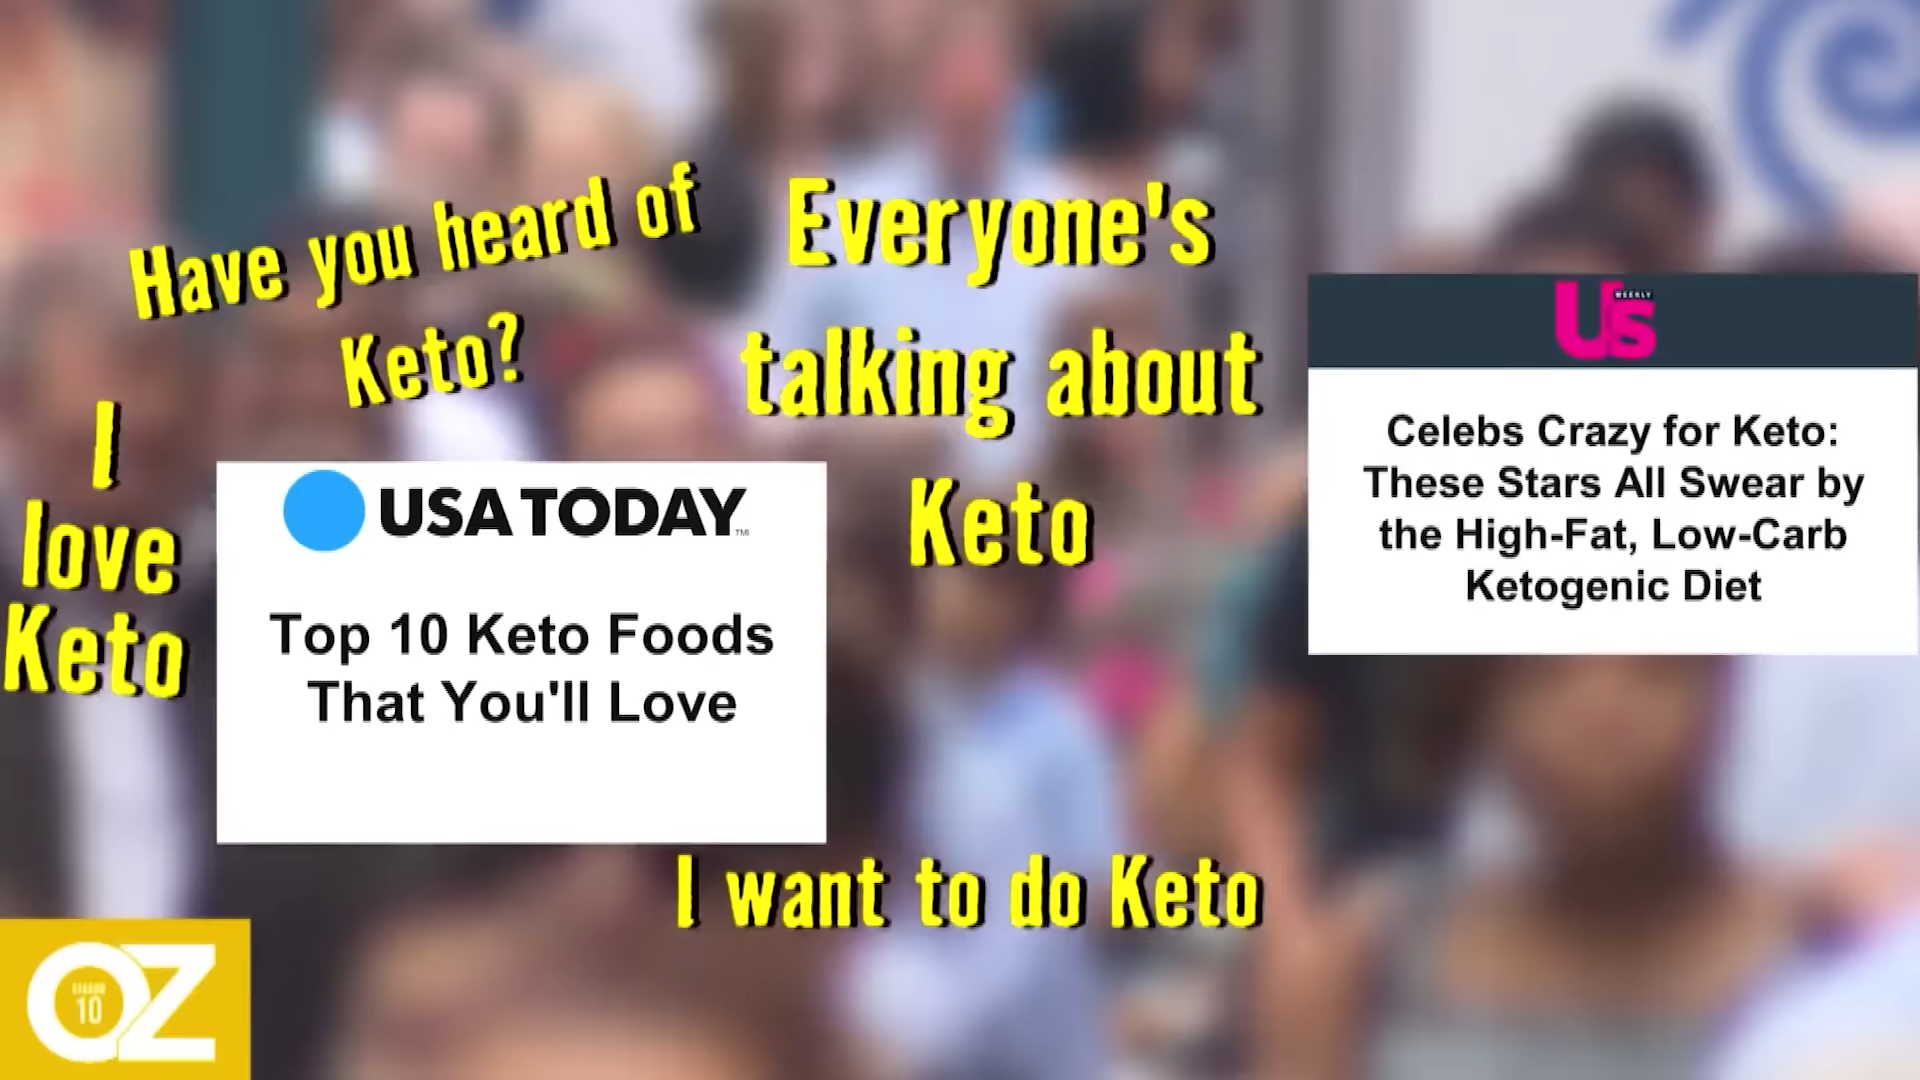 Have you heard of
Keto?
Everyone's
talking about
Keto
I
love
Keto
USA TODAY™
Top 10 Keto Foods
That You'll Love
Us
WEEKLY
Celebs Crazy for Keto:
These Stars All Swear by
the High-Fat, Low-Carb
Ketogenic Diet
I want to do Keto
OZ
SEASON
10